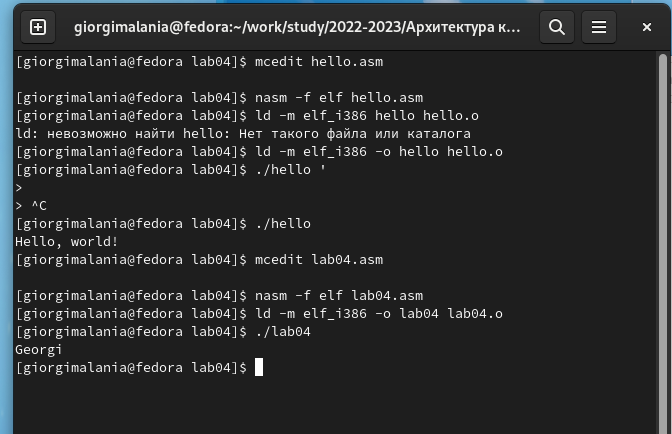 giorgimalania@fedora:~/work/study/2022-2023/Архитектура к...
[giorgimalania@fedora lab04]$ mcedit hello.asm
[giorgimalania@fedora lab04]$ nasm -f elf hello.asm
[giorgimalania@fedora lab04]$ ld -m elf_i386 hello hello.o
ld: невозможно найти hello: Нет такого файла или каталога
[giorgimalania@fedora lab04]$ ld -m elf_i386 -o hello hello.o
[giorgimalania@fedora lab04]$ ./hello '
>
> ^C
[giorgimalania@fedora lab04]$ ./hello
Hello, world!
[giorgimalania@fedora lab04]$ mcedit lab04.asm
[giorgimalania@fedora lab04]$ nasm -f elf lab04.asm
[giorgimalania@fedora lab04]$ ld -m elf_i386 -o lab04 lab04.o
[giorgimalania@fedora lab04]$ ./lab04
Georgi
[giorgimalania@fedora lab04]$